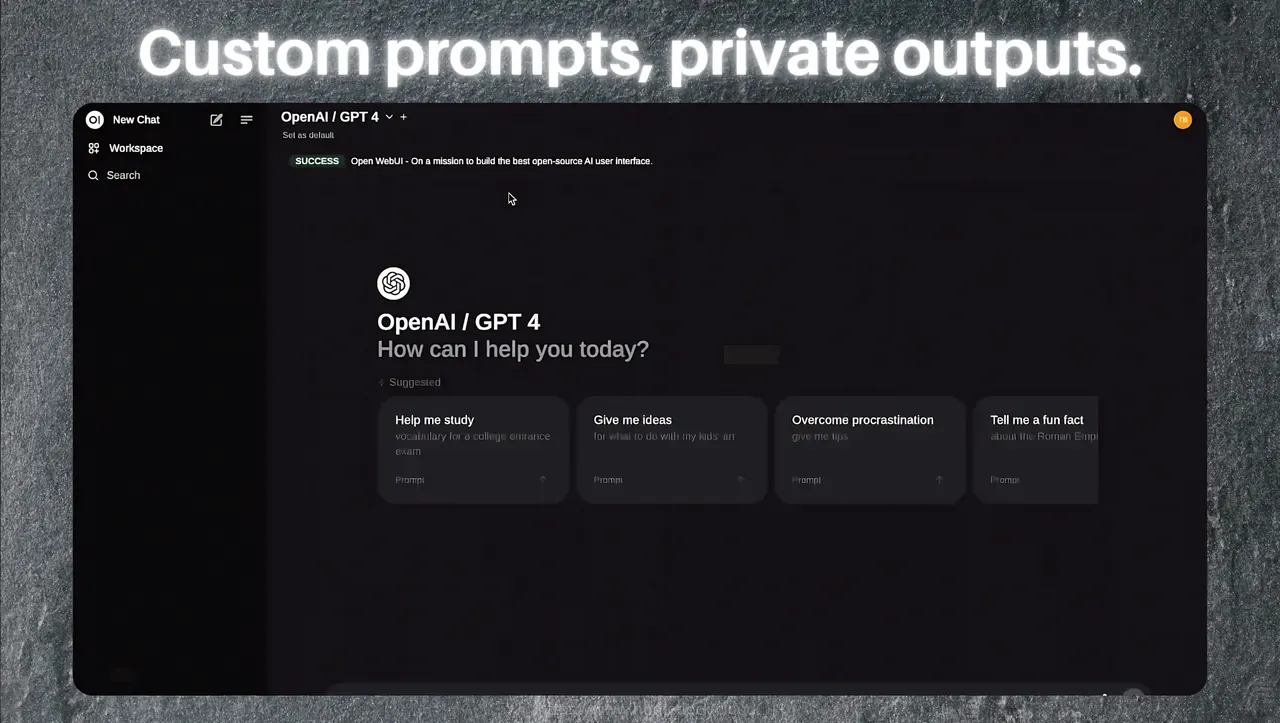 Custom prompts, private outputs.
OI New Chat
Workspace
Search
OpenAI / GPT 4
Set as default
SUCCESS Open WebUI - On a mission to build the best open-source AI user interface.
OpenAI / GPT 4
How can I help you today?
Suggested
Help me study
vocabulary for a college entrance
exam
Prompt
Give me ideas
for what to do with my kids' art
Prompt
Overcome procrastination
give me tips
Prompt
Tell me a fun fact
about the Roman Empi
Prompt